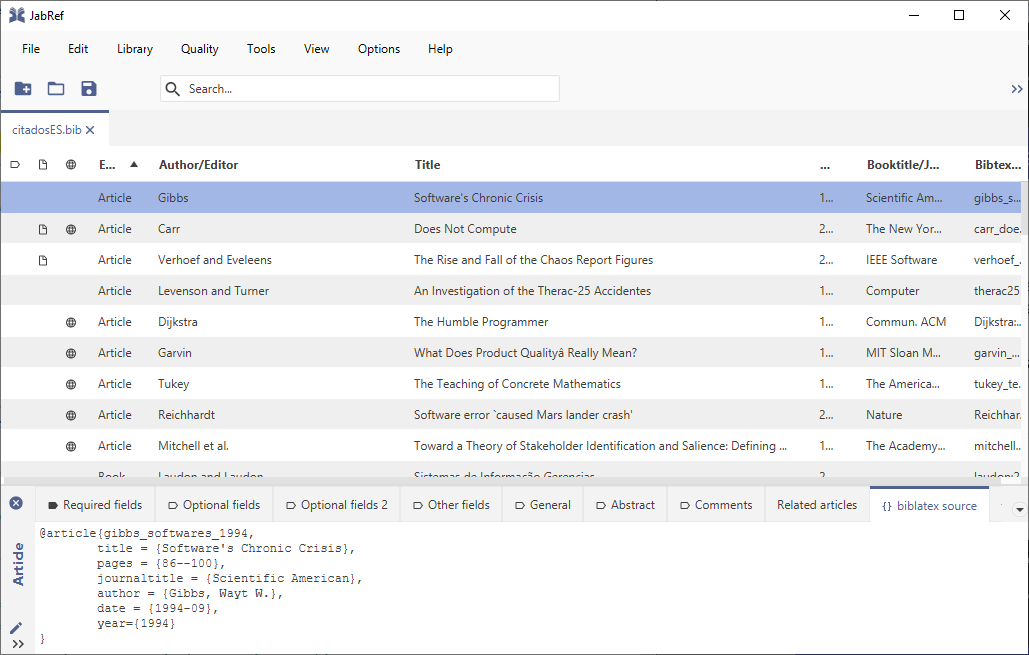 JabRef
File Edit Library Quality Tools View Options Help
Search...
citadosES.bib
E... Author/Editor Title ... Booktitle/J... Bibtex...
Article Gibbs Software's Chronic Crisis 1... Scientific Am... gibbs_s...
Article Carr Does Not Compute 2... The New Yor... carr_doe.
Article Verhoef and Eveleens The Rise and Fall of the Chaos Report Figures 2... IEEE Software verhoef_.
Article Levenson and Turner An Investigation of the Therac-25 Accidentes 1... Computer therac25
Article Dijkstra The Humble Programmer 1... Commun. ACM Dijkstra:..
Article Garvin What Does Product Qualityâ Really Mean? 1... MIT Sloan M... garvin_...
Article Tukey The Teaching of Concrete Mathematics 1... The America... tukey_te.
Article Reichhardt Software error `caused Mars lander crash' 2... Nature Reichhar.
Article Mitchell et al. Toward a Theory of Stakeholder Identification and Salience: Defining ... 1... The Academy... mitchell..
Book Laudon and Laudon Sistemas de Informação Gerenciais 2... laudon:2
Required fields Optional fields Optional fields 2 Other fields General Abstract Comments Related articles {} biblatex source
Article
@article{gibbs_softwares_1994,
title = {Software's Chronic Crisis},
pages = {86--100},
journaltitle = {Scientific American},
author = {Gibbs, Wayt W.},
date = {1994-09},
year={1994}
}